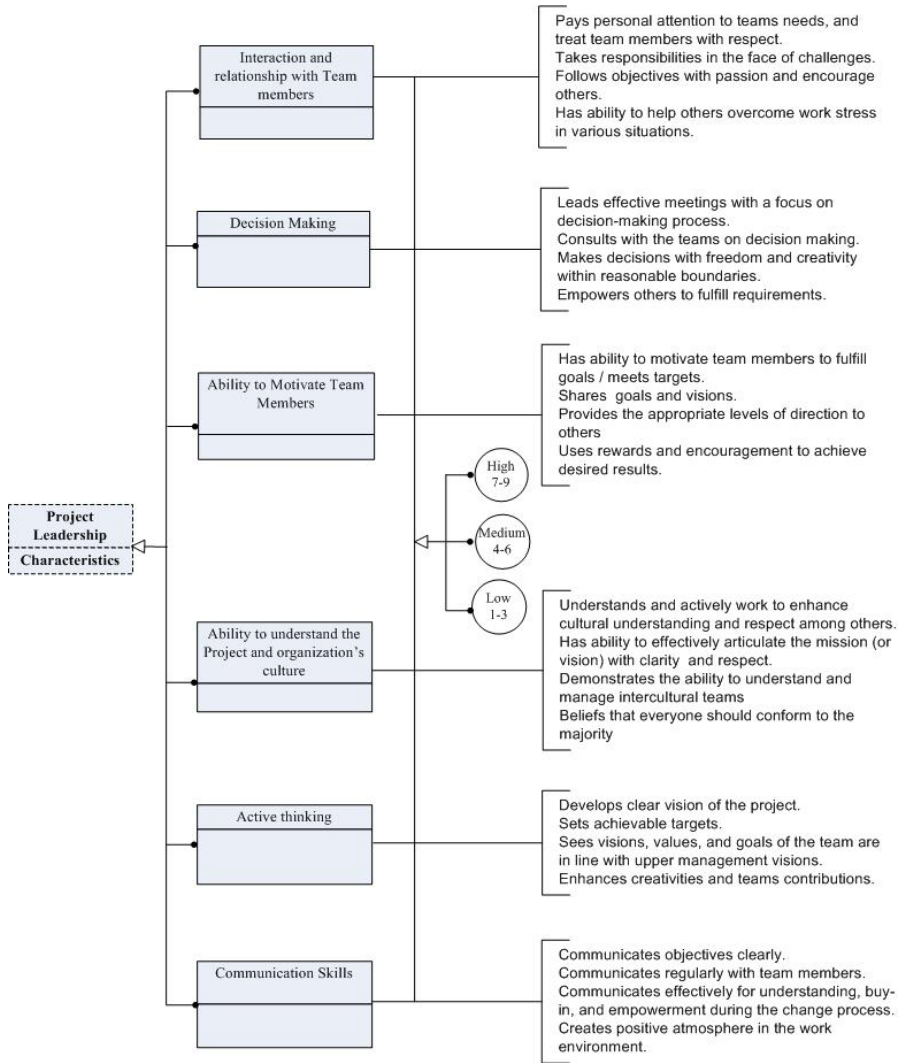 Interaction and
relationship with Team
members
Pays personal attention to teams needs, and
treat team members with respect.
Takes responsibilities in the face of challenges.
Follows objectives with passion and encourage
others.
Has ability to help others overcome work stress
in various situations.
Decision Making
Leads effective meetings with a focus on
decision-making process.
Consults with the teams on decision making.
Makes decisions with freedom and creativity
within reasonable boundaries.
Empowers others to fulfill requirements.
Ability to Motivate Team
Members
Has ability to motivate team members to fulfill
goals / meets targets.
Shares goals and visions.
Provides the appropriate levels of direction to
others
Uses rewards and encouragement to achieve
desired results.
High
7-9
Medium
4-6
Low
1-3
Project
Leadership
Characteristics
Ability to understand the
Project and organization's
culture
Understands and actively work to enhance
cultural understanding and respect among others.
Has ability to effectively articulate the mission (or
vision) with clarity and respect.
Demonstrates the ability to understand and
manage intercultural teams
Beliefs that everyone should conform to the
majority
Active thinking
Develops clear vision of the project.
Sets achievable targets.
Sees visions, values, and goals of the team are
in line with upper management visions.
Enhances creativities and teams contributions.
Communication Skills
Communicates objectives clearly.
Communicates regularly with team members.
Communicates effectively for understanding, buy-
in, and empowerment during the change process.
Creates positive atmosphere in the work
environment.